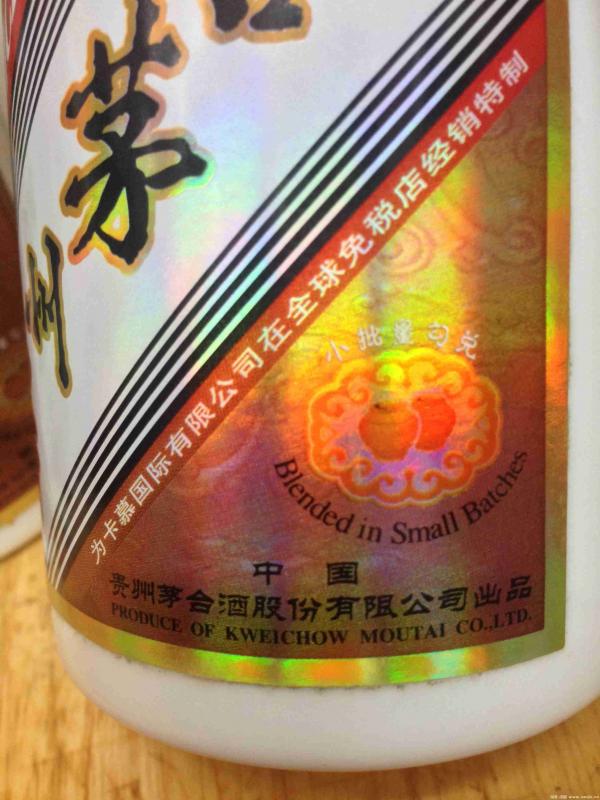 茅
州
为卡慕国际有限公司在全球免税店经销特制
小批量勾兑
Blended in Small Batches
中国
贵州茅台酒股份有限公司出品
PRODUCE OF KWEICHOW MOUTAI CO.,LTD.